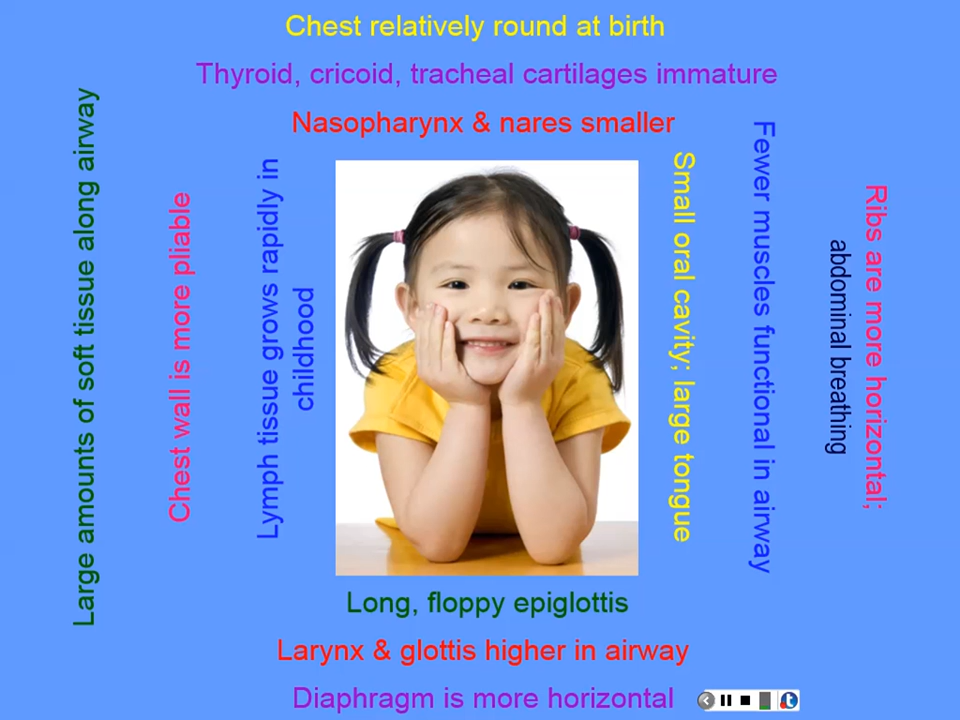 Chest relatively round at birth
Thyroid, cricoid, tracheal cartilages immature
Nasopharynx & nares smaller
Large amounts of soft tissue along airway
Chest wall is more pliable
Lymph tissue grows rapidly in
childhood
Small oral cavity; large tongue
Fewer muscles functional in airway
Ribs are more horizontal;
abdominal breathing
Long, floppy epiglottis
Larynx & glottis higher in airway
Diaphragm is more horizontal